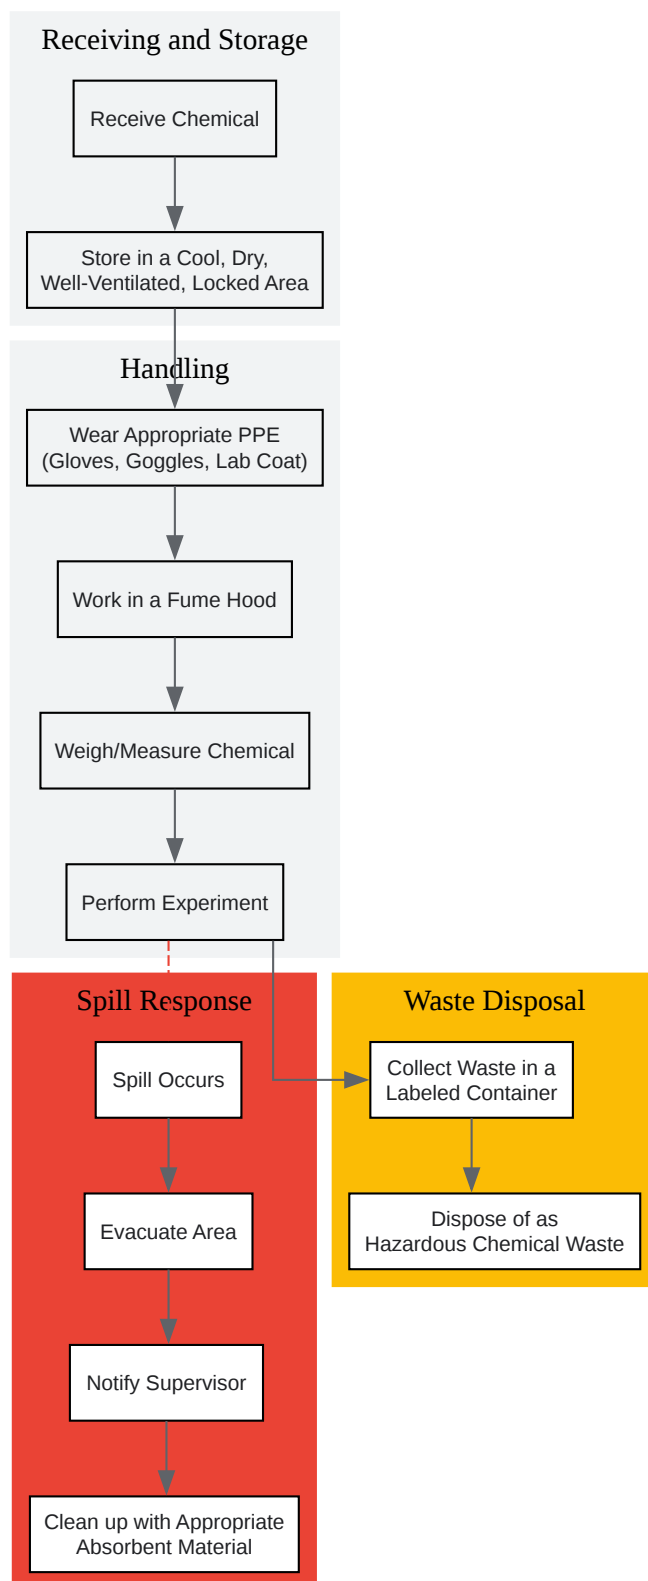 Receiving and Storage
Receive Chemical
Store in a Cool, Dry,
Well-Ventilated, Locked Area
Handling
Wear Appropriate PPE
(Gloves, Goggles, Lab Coat)
Work in a Fume Hood
Weigh/Measure Chemical
Perform Experiment
Spill Response
Spill Occurs
Evacuate Area
Notify Supervisor
Clean up with Appropriate
Absorbent Material
Waste Disposal
Collect Waste in a
Labeled Container
Dispose of as
Hazardous Chemical Waste